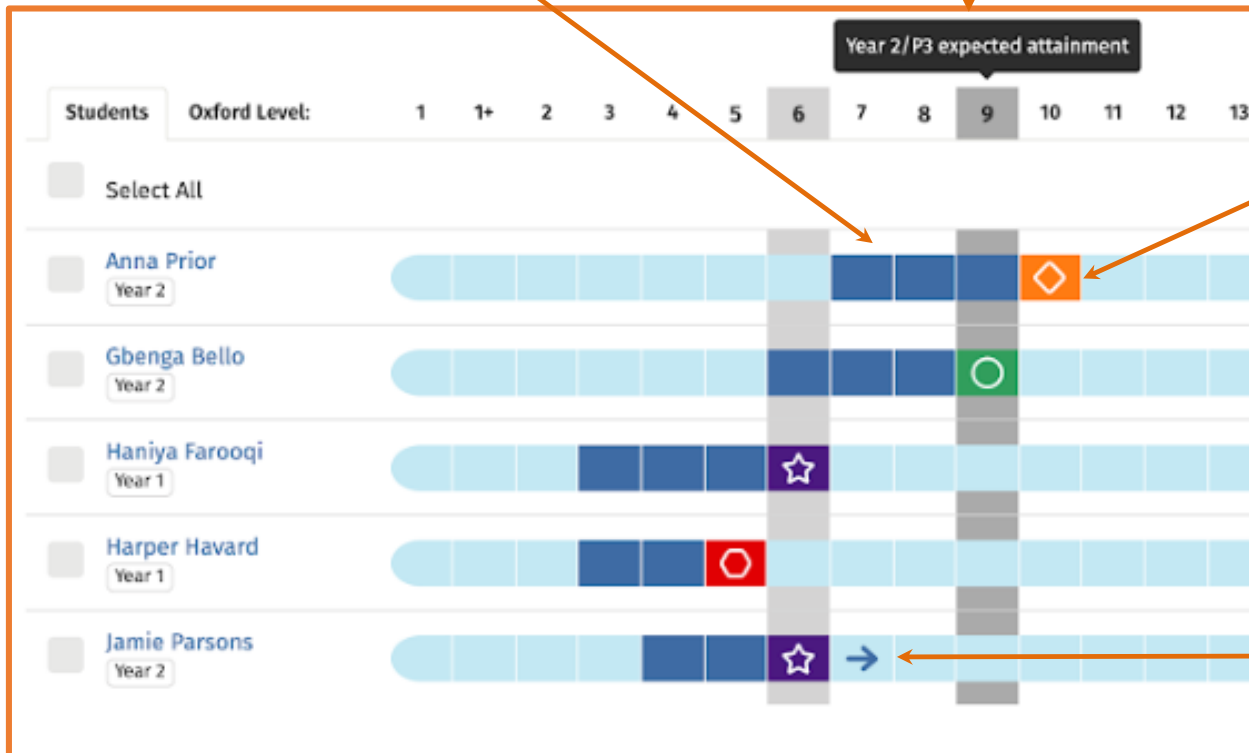 Year 2/P3 expected attainment
Students Oxford Level: 1 1+ 2 3 4 5 6 7 8 9 10 11 12 13
Select All
Anna Prior
Year 2
Gbenga Bello
Year 2
Haniya Farooqi
Year 1
Harper Havard
Year 1
Jamie Parsons
Year 2